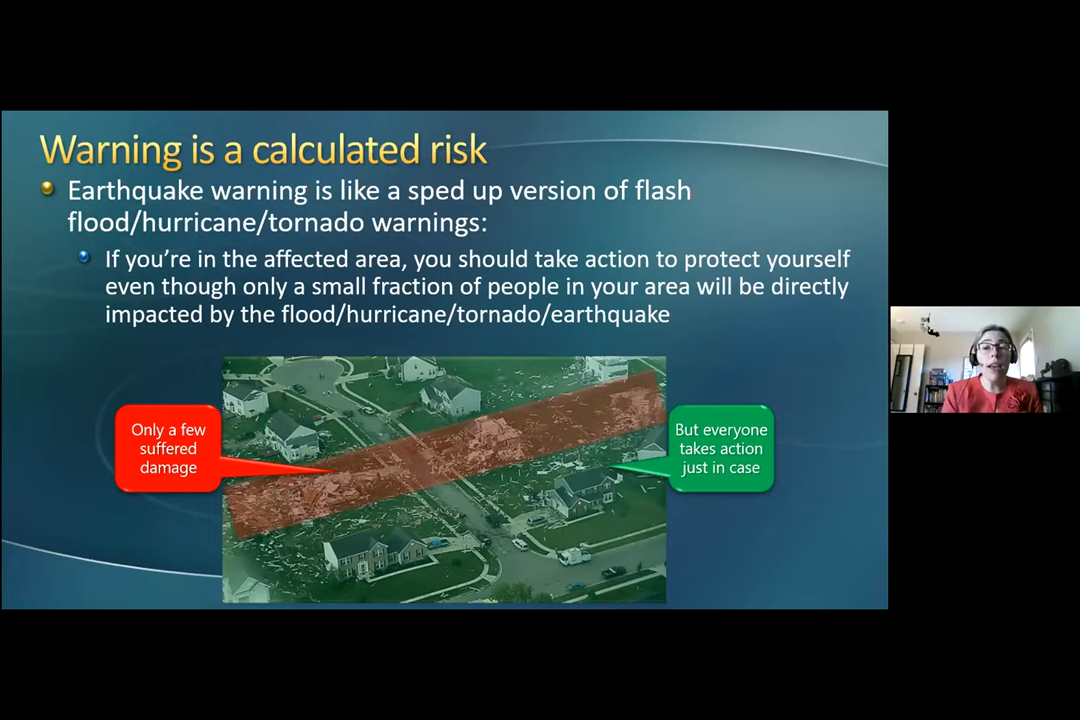 Warning is a calculated risk
Earthquake warning is like a sped up version of flash
flood/hurricane/tornado warnings:
If you’re in the affected area, you should take action to protect yourself
even though only a small fraction of people in your area will be directly
impacted by the flood/hurricane/tornado/earthquake
Only a few
suffered
damage
But everyone
takes action
just in case